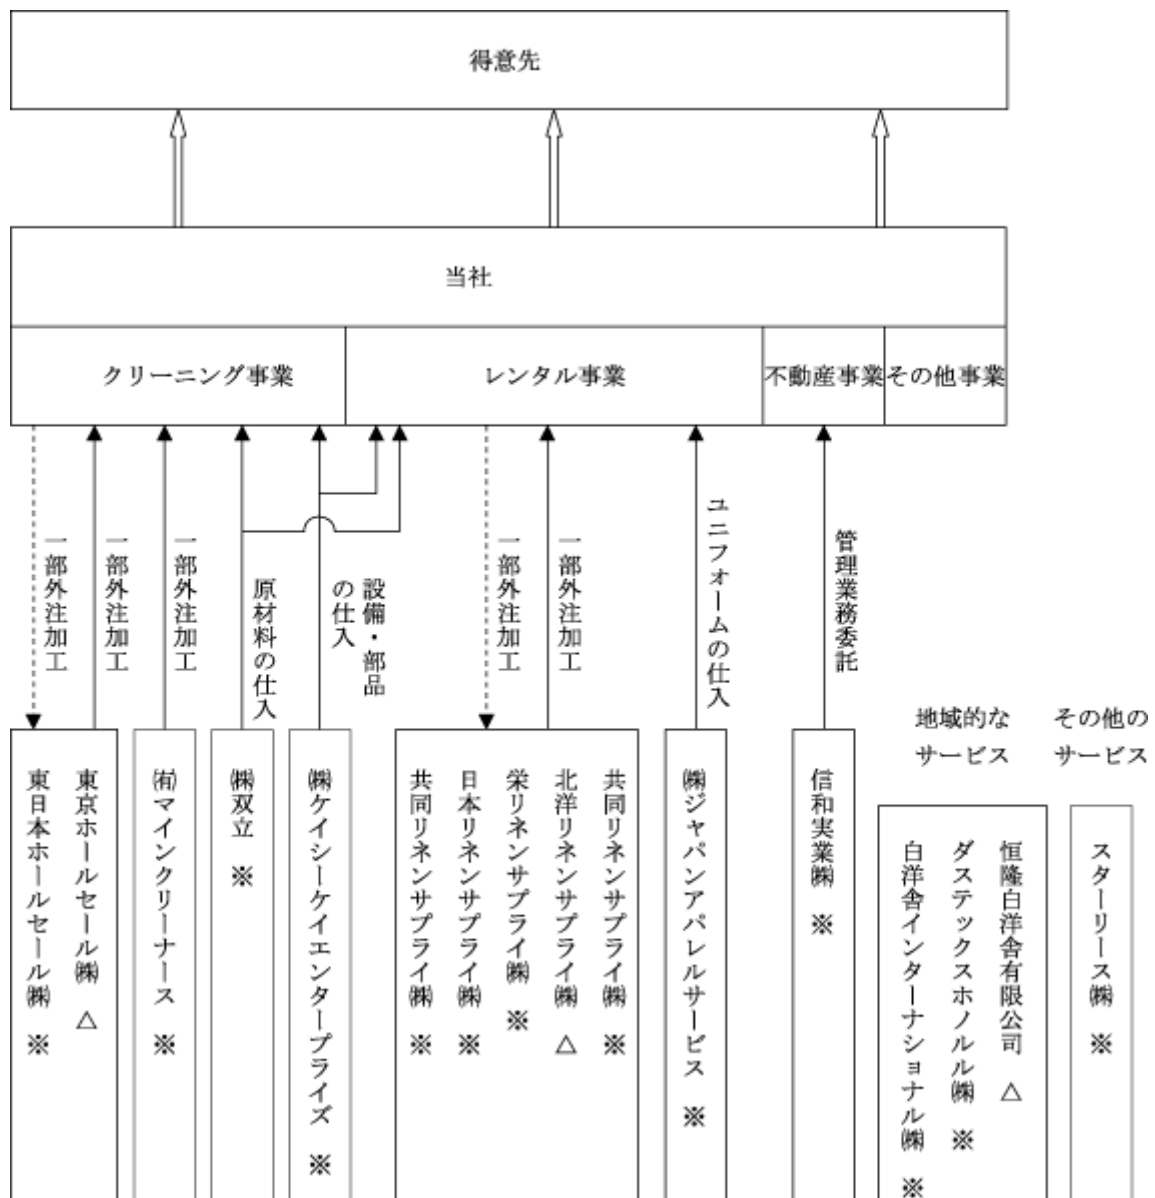 得意先
当社
クリーニング事業
レンタル事業
不動産事業
その他事業
一部外注加工
一部外注加工
一部外注加工
原材料の仕入
設備・部品
の仕入
一部外注加工
一部外注加工
ユニフォームの仕入
管理業務委託
地域的な
サービス
その他の
サービス
東京ホールセール㈱ △
東日本ホールセール㈱ ※
㈲マインクリーナース ※
㈱双立 ※
㈱ケイシーケイエンタープライズ ※
共同リネンサプライ㈱ ※
北洋リネンサプライ㈱ △
栄リネンサプライ㈱ ※
日本リネンサプライ㈱ ※
共同リネンサプライ㈱ ※
㈱ジャパンアパレルサービス ※
信和実業㈱ ※
恒隆白洋舎有限公司 △
ダステックスホノルル㈱ ※
白洋舎インターナショナル㈱ ※
スターリース㈱ ※